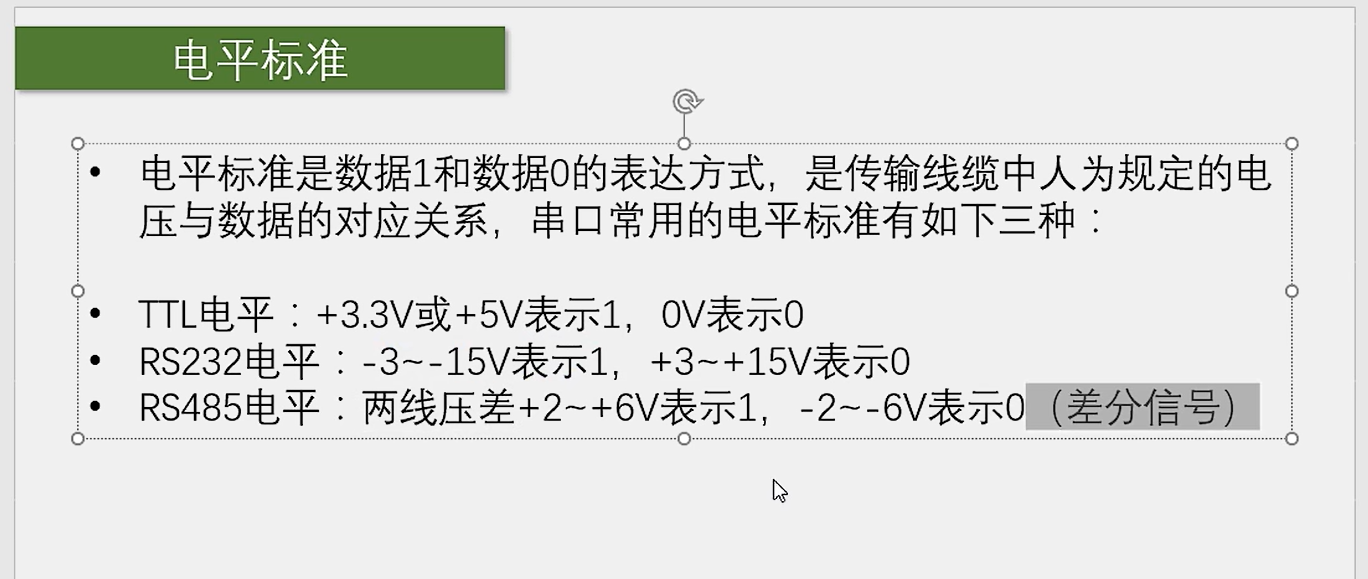 电平标准
• 电平标准是数据1和数据0的表达方式，是传输线缆中人为规定的电
压与数据的对应关系，串口常用的电平标准有如下三种：
• TTL电平：+3.3V或+5V表示1，0V表示0
• RS232电平：-3~-15V表示1，+3~+15V表示0
• RS485电平：两线压差+2~+6V表示1，-2~-6V表示0（差分信号）